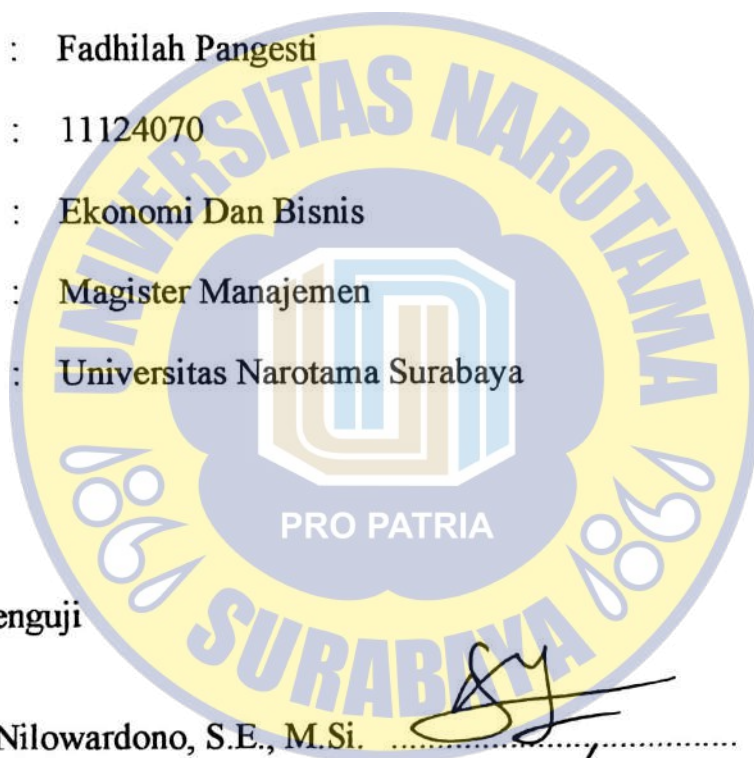 : Fadhilah Pangesti
: 11124070
: Ekonomi Dan Bisnis
: Magister Manajemen
: Universitas Narotama Surabaya
UNIVERSITAS NAROTAMA
PRO PATRIA
SURABAYA
enguji
Nilowardono, S.E., M.Si. ........................................